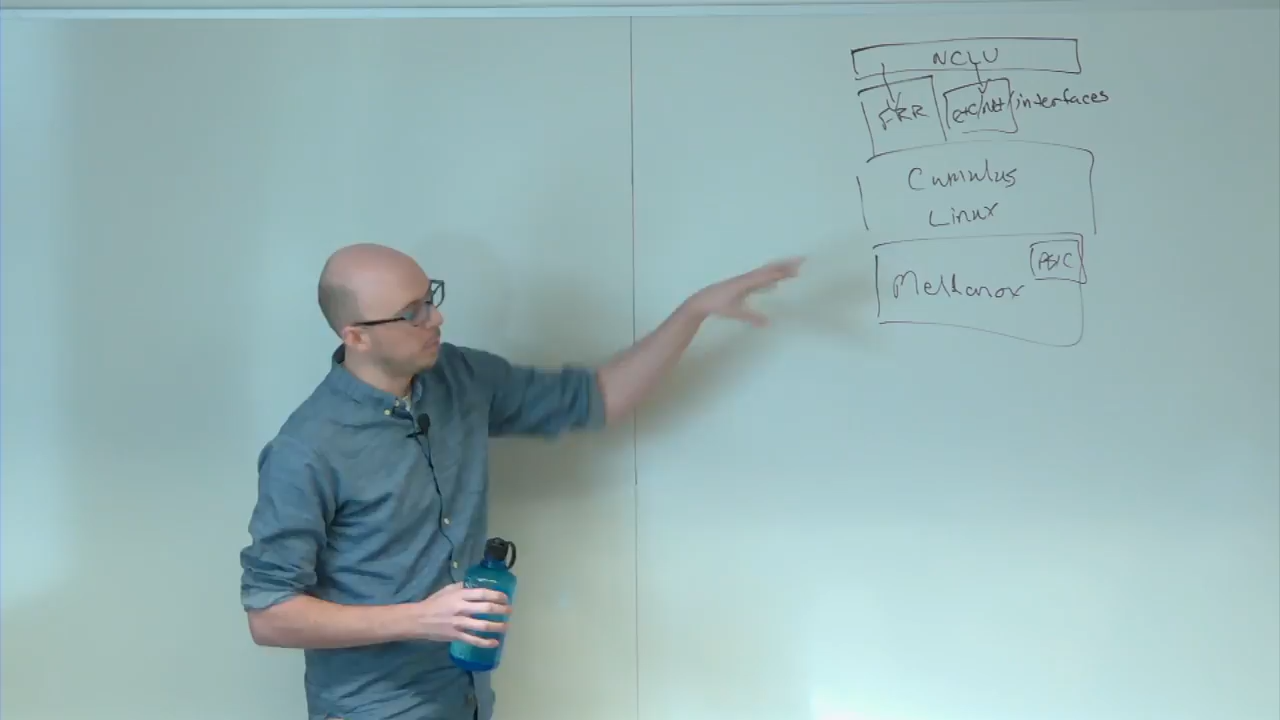 NCLU
FRR etc/net/interfaces
Cumulus
Linux
ASIC
Mellanox